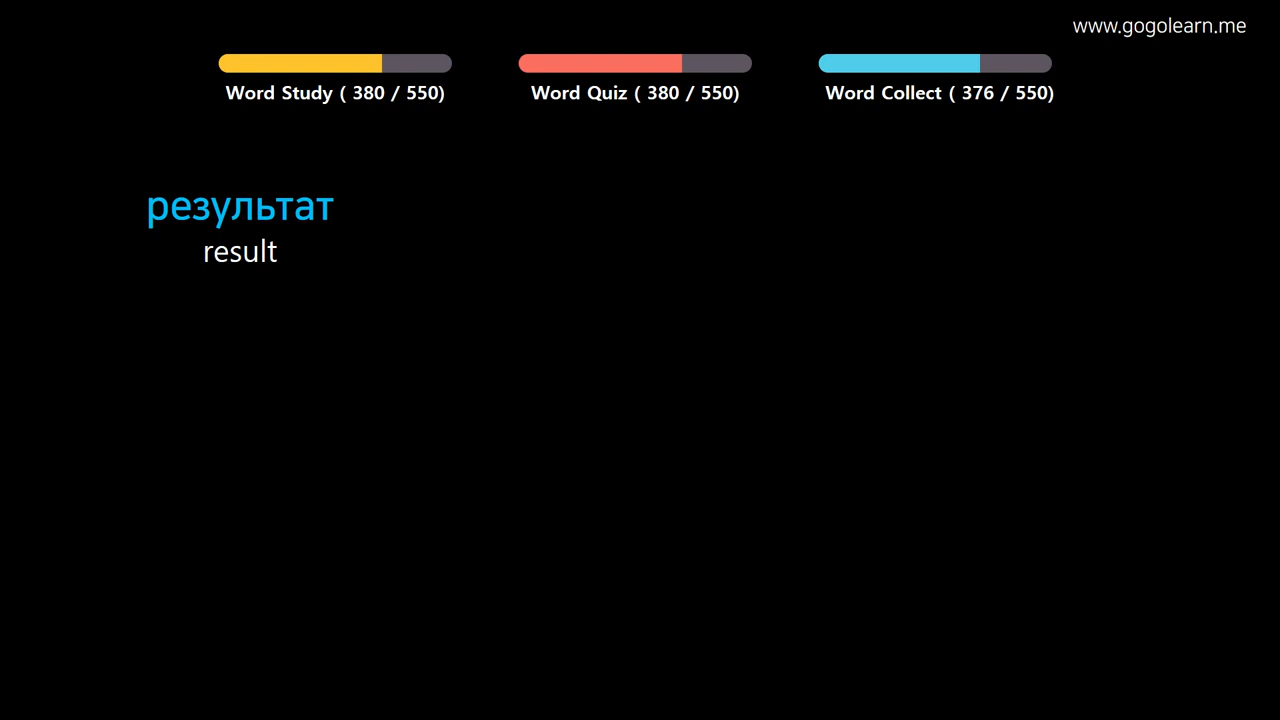 www.gogolearn.me
Word Study ( 380 / 550)
Word Quiz ( 380 / 550)
Word Collect ( 376 / 550)
результат
result